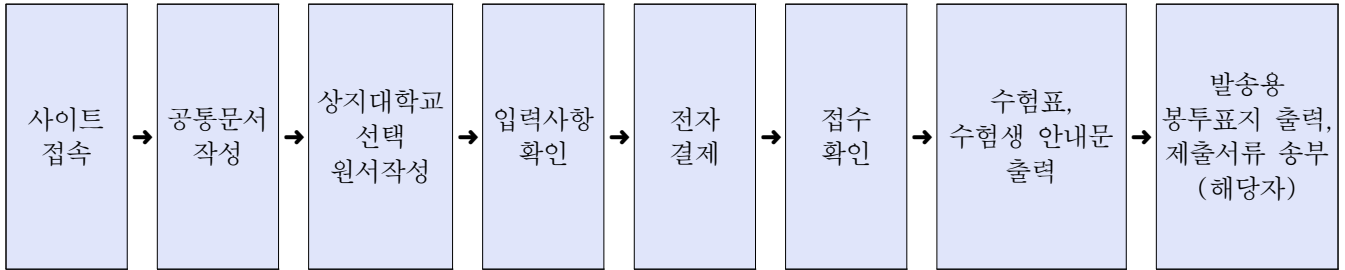 사이트
접속
➜
공통문서
작성
➜
상지대학교
선택
원서작성
➜
입력사항
확인
➜
전자
결제
➜
접수
확인
➜
수험표,
수험생 안내문
출력
➜
발송용
봉투표지 출력,
제출서류 송부
(해당자)